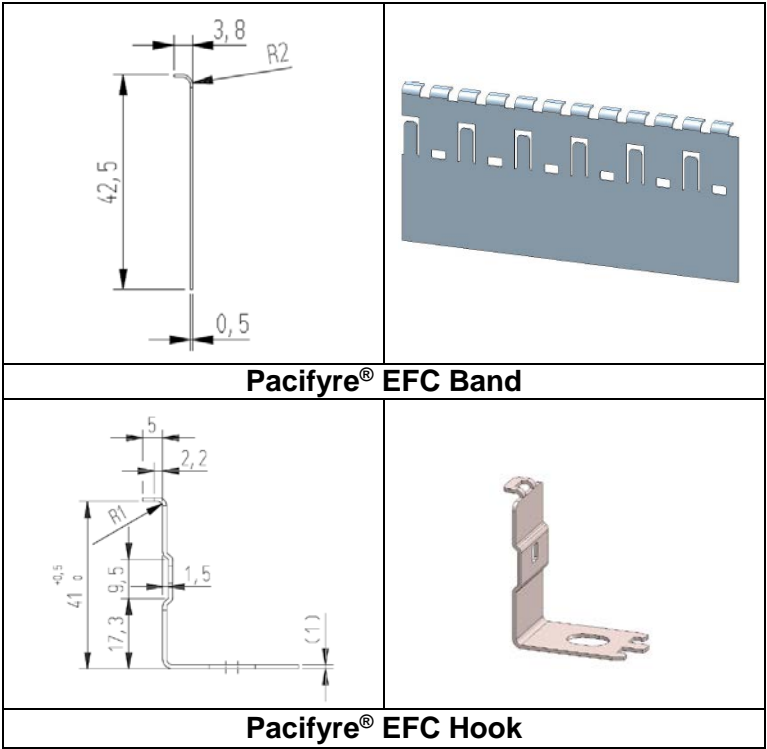 3,8
R2
42,5
0,5
Pacifyre® EFC Band
5
2,2
R1
41 +0,5 0
9,5
1,5
17,3
(1)
Pacifyre® EFC Hook